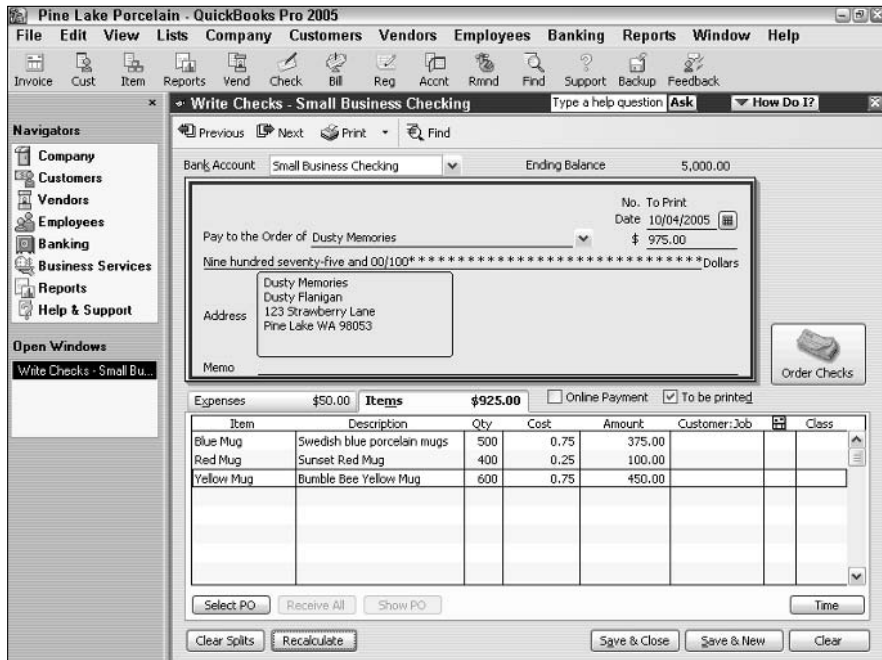 Pine Lake Porcelain - QuickBooks Pro 2005
File Edit View Lists Company Customers Vendors Employees Banking Reports Window Help
Invoice Cust Item Reports Vend Check Bill Reg Accnt Rmnd Find Support Backup Feedback
Write Checks - Small Business Checking Type a help question Ask How Do I?
Navigators
Company
Customers
Vendors
Employees
Banking
Business Services
Reports
Help & Support
Open Windows
Write Checks - Small Bu...
Previous Next Print Find
Bank Account Small Business Checking Ending Balance 5,000.00
No. To Print
Date 10/04/2005
Pay to the Order of Dusty Memories $ 975.00
Nine hundred seventy-five and 00/100* * * * * * * * * * * * * * * * * * * * * * * * * * * * * * Dollars
Address
Dusty Memories
Dusty Flanigan
123 Strawberry Lane
Pine Lake WA 98053
Memo
Order Checks
Expenses $50.00 Items $925.00 Online Payment To be printed
Item Description Qty Cost Amount Customer:Job Class
Blue Mug Swedish blue porcelain mugs 500 0.75 375.00
Red Mug Sunset Red Mug 400 0.25 100.00
Yellow Mug Bumble Bee Yellow Mug 600 0.75 450.00
Select PO Receive All Show PO Time
Clear Splits Recalculate Save & Close Save & New Clear